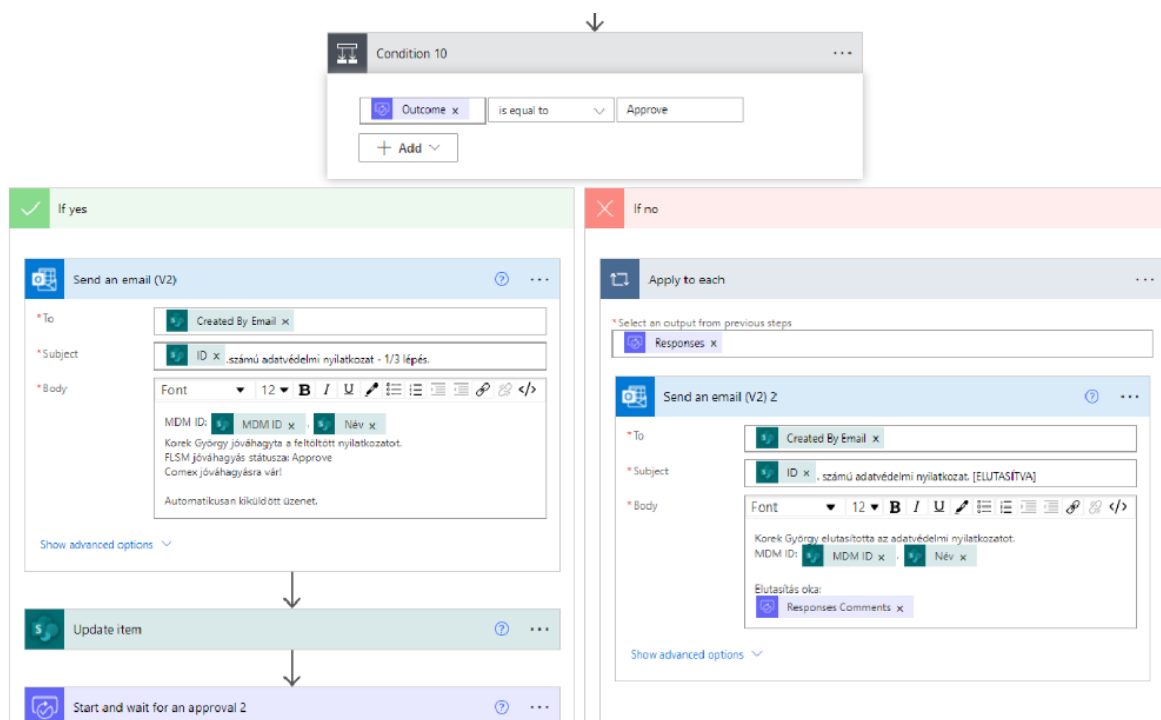 Condition 10
Outcome x is equal to Approve
Add
If yes
Send an email (V2)
*To Created By Email x
*Subject ID x .számú adatvédelmi nyilatkozat - 1/3 lépés.
*Body Font 12 B I U </>
MDM ID: MDM ID x , Név x
Korek György jóváhagyta a feltöltött nyilatkozatot.
FLSM jóváhagyás státusza: Approve
Comex jóváhagyásra vár!
Automatikusan kiküldött üzenet.
Show advanced options
Update item
Start and wait for an approval 2
If no
Apply to each
*Select an output from previous steps
Responses x
Send an email (V2) 2
*To Created By Email x
*Subject ID x . számú adatvédelmi nyilatkozat. [ELUTASÍTVA]
*Body Font 12 B I U </>
Korek György elutasította az adatvédelmi nyilatkozatot.
MDM ID: MDM ID x , Név x
Elutasítás oka:
Responses Comments x
Show advanced options